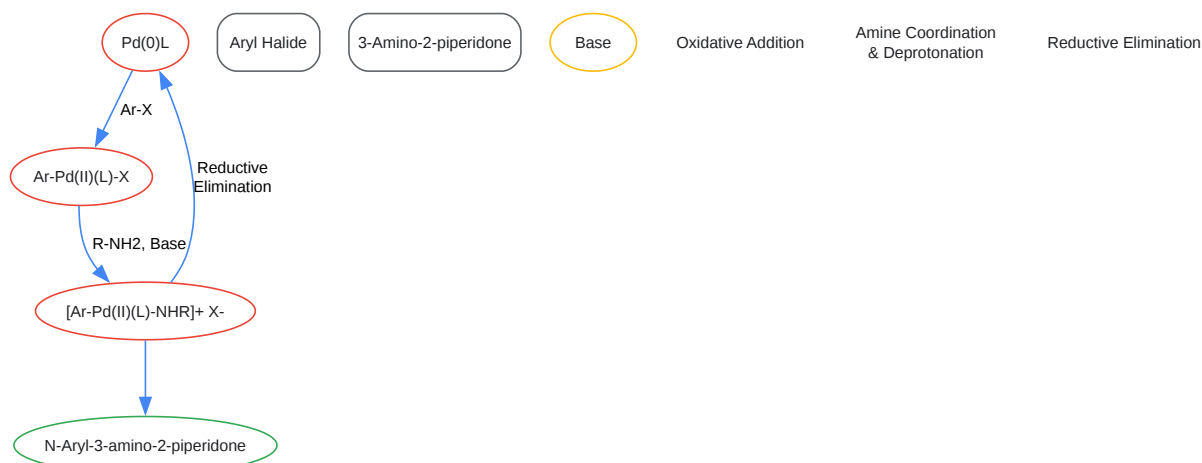 Pd(0)L
Aryl Halide
3-Amino-2-piperidone
Base
Oxidative Addition
Amine Coordination
& Deprotonation
Reductive Elimination
Ar-X
Reductive
Elimination
Ar-Pd(II)(L)-X
R-NH2, Base
[Ar-Pd(II)(L)-NHR]+ X-
N-Aryl-3-amino-2-piperidone